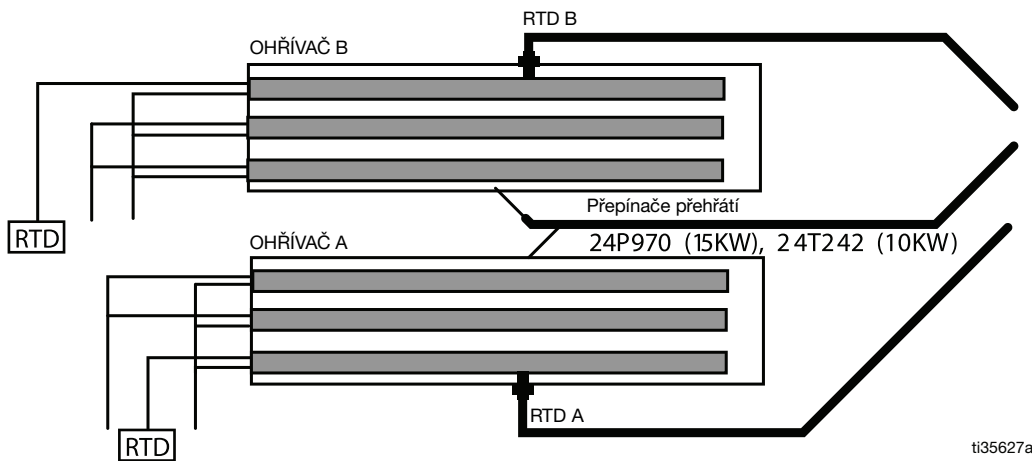 RTD B
OHŘÍVAČ B
Přepínače přehřátí
RTD
24P970 (15KW), 24T242 (10KW)
OHŘÍVAČ A
RTD A
RTD
ti35627a